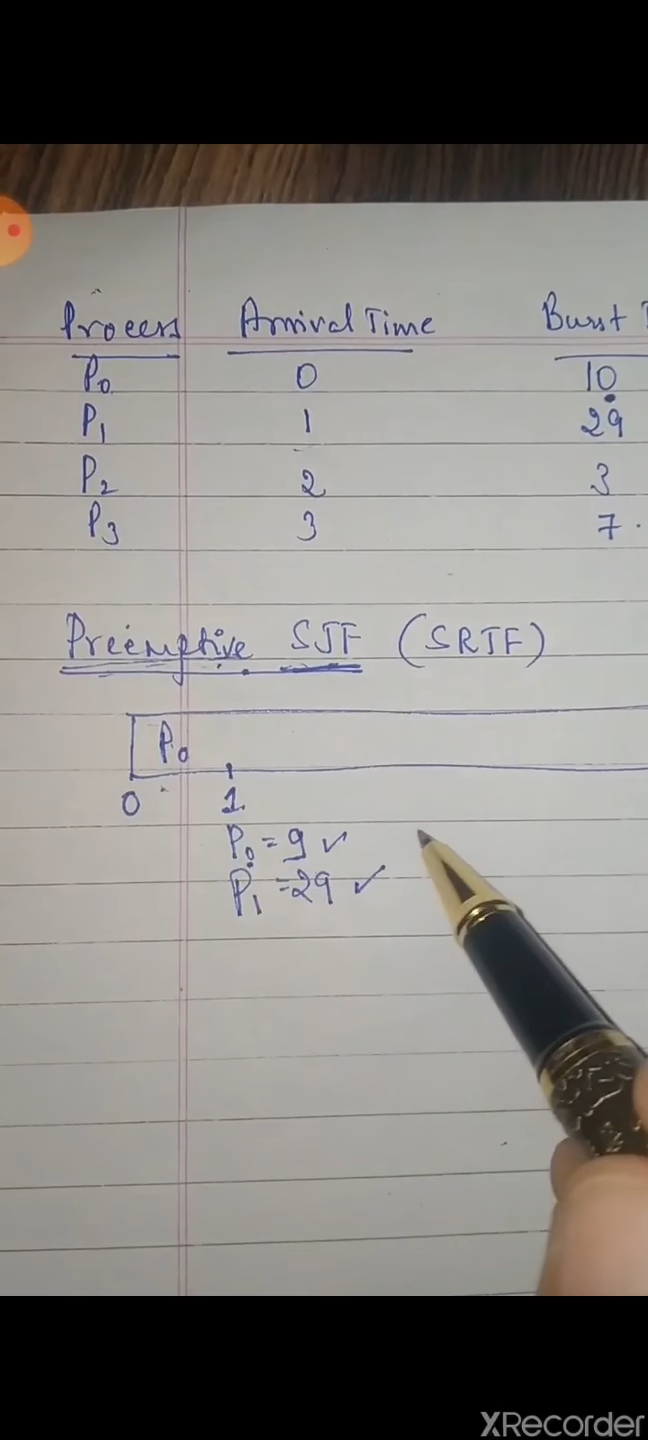 Process Arrival Time Burst
P0 0 10
P1 1 29
P2 2 3
P3 3 7.
Preemptive SJF (SRTF)
P0
0 1
P0 = 9 ✓
P1 = 29 ✓
XRecorder